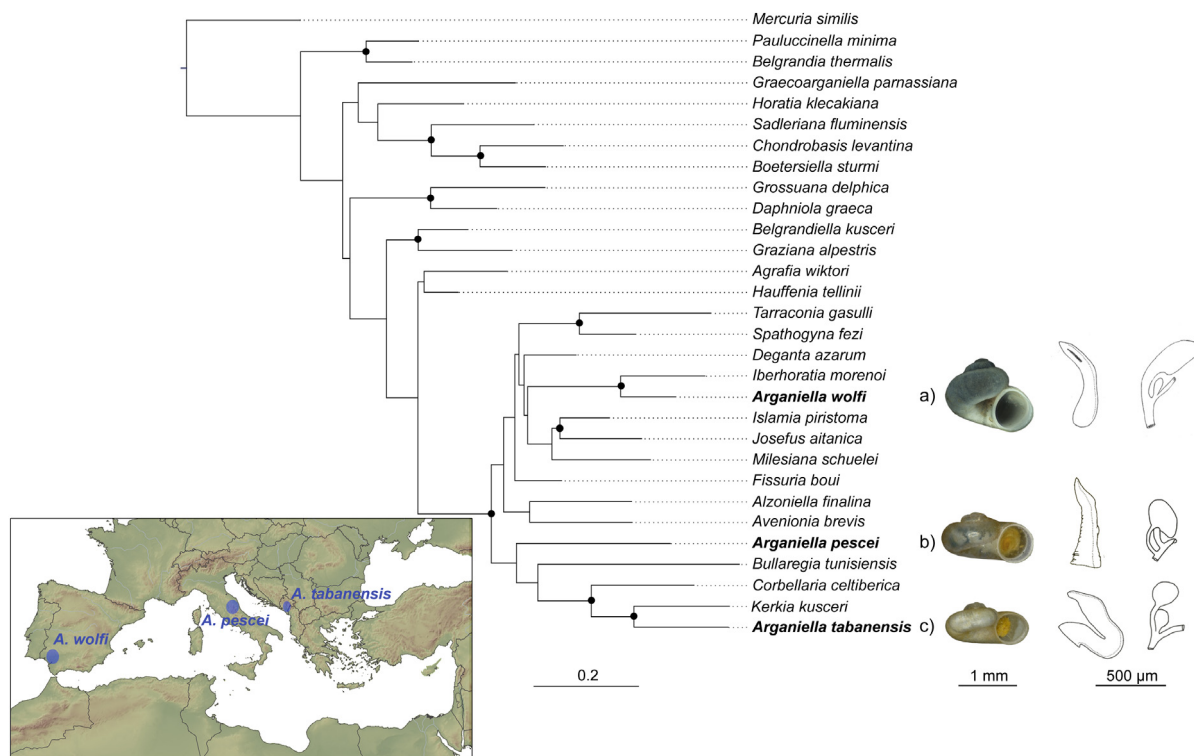 Mercuria similis
Pauluccinella minima
Belgrandia thermalis
Graecoarganiella parnassiana
Horatia klecakiana
Sadleriana fluminensis
Chondrobasis levantina
Boetersiella sturmi
Grossuana delphica
Daphniola graeca
Belgrandiella kusceri
Graziana alpestris
Agrafia wiktori
Hauffenia tellinii
Tarraconia gasulli
Spathogyna fezi
Deganta azarum
Iberhoratia morenoi
Arganiella wolfi
a)
Islamia piristoma
Josefus aitanica
Milesiana schuelei
Fissuria boui
Alzoniella finalina
Avenionia brevis
Arganiella pescei
b)
Bullaregia tunisiensis
Corbellaria celtiberica
Kerkia kusceri
Arganiella tabanensis
c)
A. tabanensis
A. pescei
A. wolfi
0.2
1 mm
500 µm